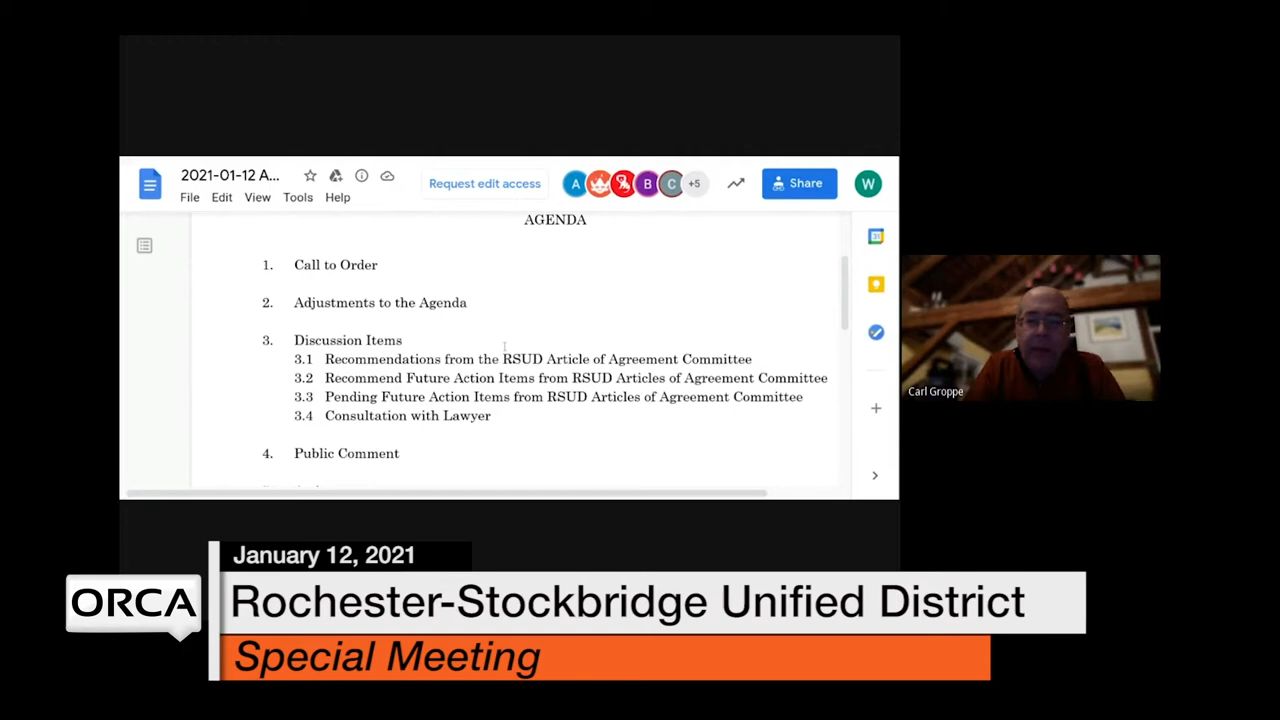 2021-01-12 A...
Request edit access
A
B
C
+5
Share
W
File Edit View Tools Help
AGENDA
31
1. Call to Order
2. Adjustments to the Agenda
3. Discussion Items
3.1 Recommendations from the RSUD Article of Agreement Committee
3.2 Recommend Future Action Items from RSUD Articles of Agreement Committee
3.3 Pending Future Action Items from RSUD Articles of Agreement Committee
3.4 Consultation with Lawyer
4. Public Comment
Carl Groppe
January 12, 2021
ORCA
Rochester-Stockbridge Unified District
Special Meeting